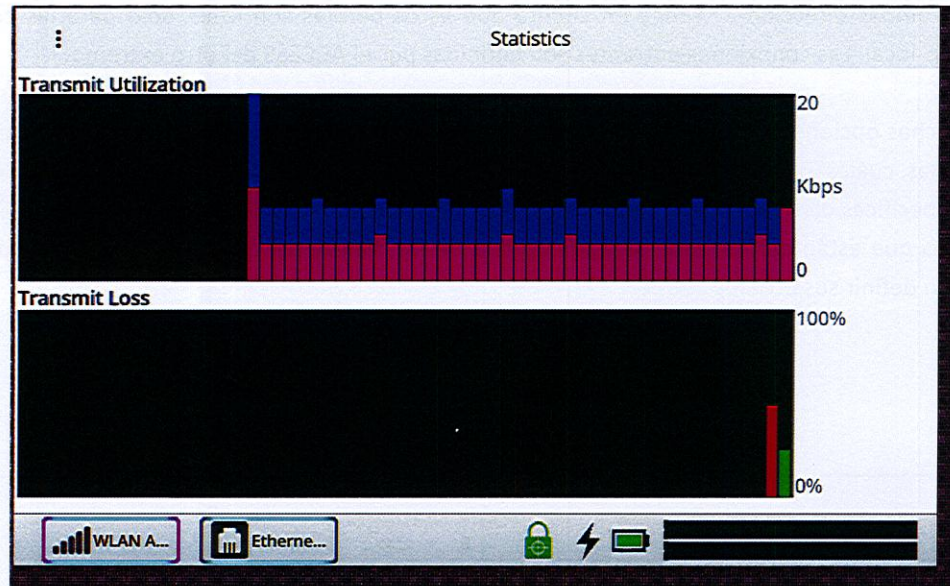 Statistics
Transmit Utilization
20
Kbps
0
Transmit Loss
100%
0%
WLAN A...
Etherne...